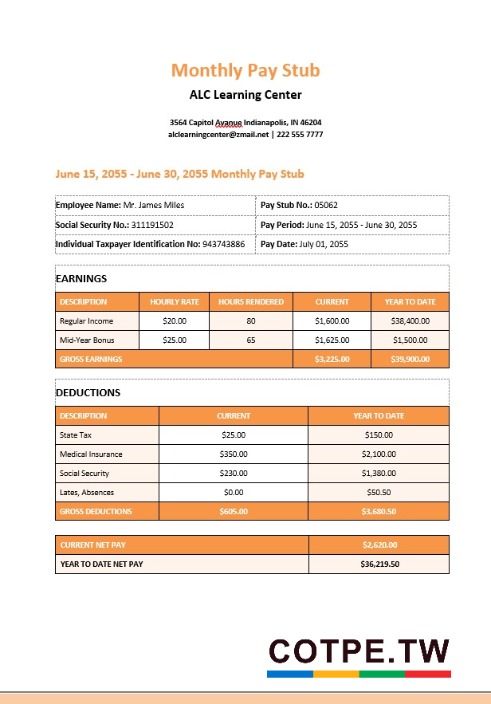 Monthly Pay Stub
ALC Learning Center
3564 Capitol Avanue Indianapolis, IN 46204
alclearningcenter@zmail.net | 222 555 7777
June 15, 2055 - June 30, 2055 Monthly Pay Stub
Employee Name: Mr. James Miles Pay Stub No.: 05062
Social Security No.: 311191502 Pay Period: June 15, 2055 - June 30, 2055
Individual Taxpayer Identification No: 943743886 Pay Date: July 01, 2055
EARNINGS
DESCRIPTION HOURLY RATE HOURS RENDERED CURRENT YEAR TO DATE
Regular Income $20.00 80 $1,600.00 $38,400.00
Mid-Year Bonus $25.00 65 $1,625.00 $1,500.00
GROSS EARNINGS $3,225.00 $39,900.00
DEDUCTIONS
DESCRIPTION CURRENT YEAR TO DATE
State Tax $25.00 $150.00
Medical Insurance $350.00 $2,100.00
Social Security $230.00 $1,380.00
Lates, Absences $0.00 $50.50
GROSS DEDUCTIONS $605.00 $3,680.50
CURRENT NET PAY $2,620.00
YEAR TO DATE NET PAY $36,219.50
COTPE.TW